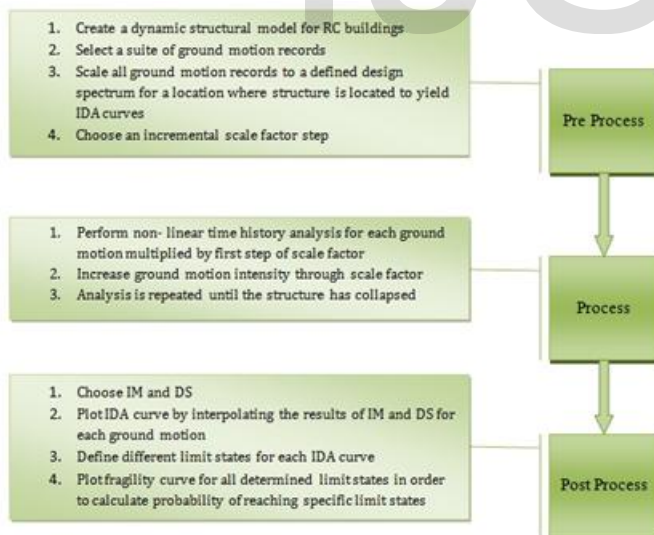 1. Create a dynamic structural model for RC buildings
2. Select a suite of ground motion records
3. Scale all ground motion records to a defined design
spectrum for a location where structure is located to yield
IDA curves
4. Choose an incremental scale factor step
Pre Process
1. Perform non- linear time history analysis for each ground
motion multiplied by first step of scale factor
2. Increase ground motion intensity through scale factor
3. Analysis is repeated until the structure has collapsed
Process
1. Choose IM and DS
2. Plot IDA curve by interpolating the results of IM and DS for
each ground motion
3. Define different limit states for each IDA curve
4. Plot fragility curve for all determined limit states in order
to calculate probability of reaching specific limit states
Post Process